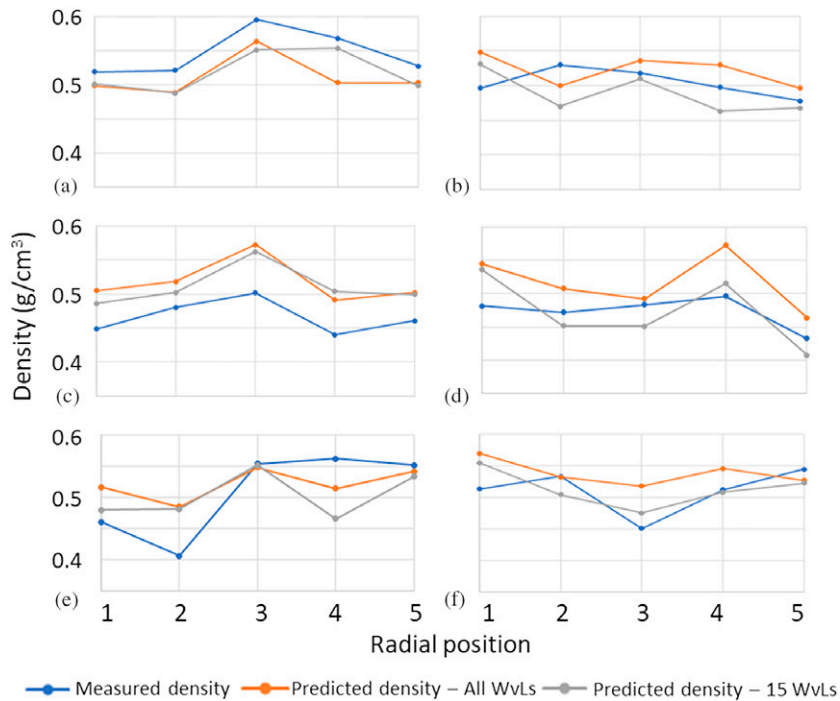 0.6
0.5
0.4
(a)
(b)
0.6
0.5
0.4
(c)
(d)
Density (g/cm³)
0.6
0.5
0.4
(e)
(f)
1 2 3 4 5
1 2 3 4 5
Radial position
Measured density Predicted density – All WvLs Predicted density – 15 WvLs